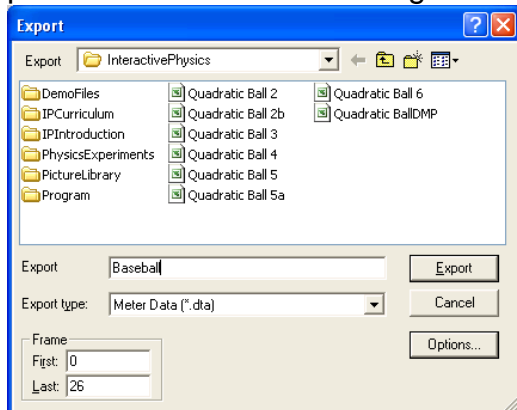 Export
Export InteractivePhysics
DemoFiles Quadratic Ball 2 Quadratic Ball 6
IPCurriculum Quadratic Ball 2b Quadratic BallDMP
IPIntroduction Quadratic Ball 3
PhysicsExperiments Quadratic Ball 4
PictureLibrary Quadratic Ball 5
Program Quadratic Ball 5a
Export Baseball Export
Export type: Meter Data (*.dta) Cancel
Frame Options...
First: 0
Last: 26